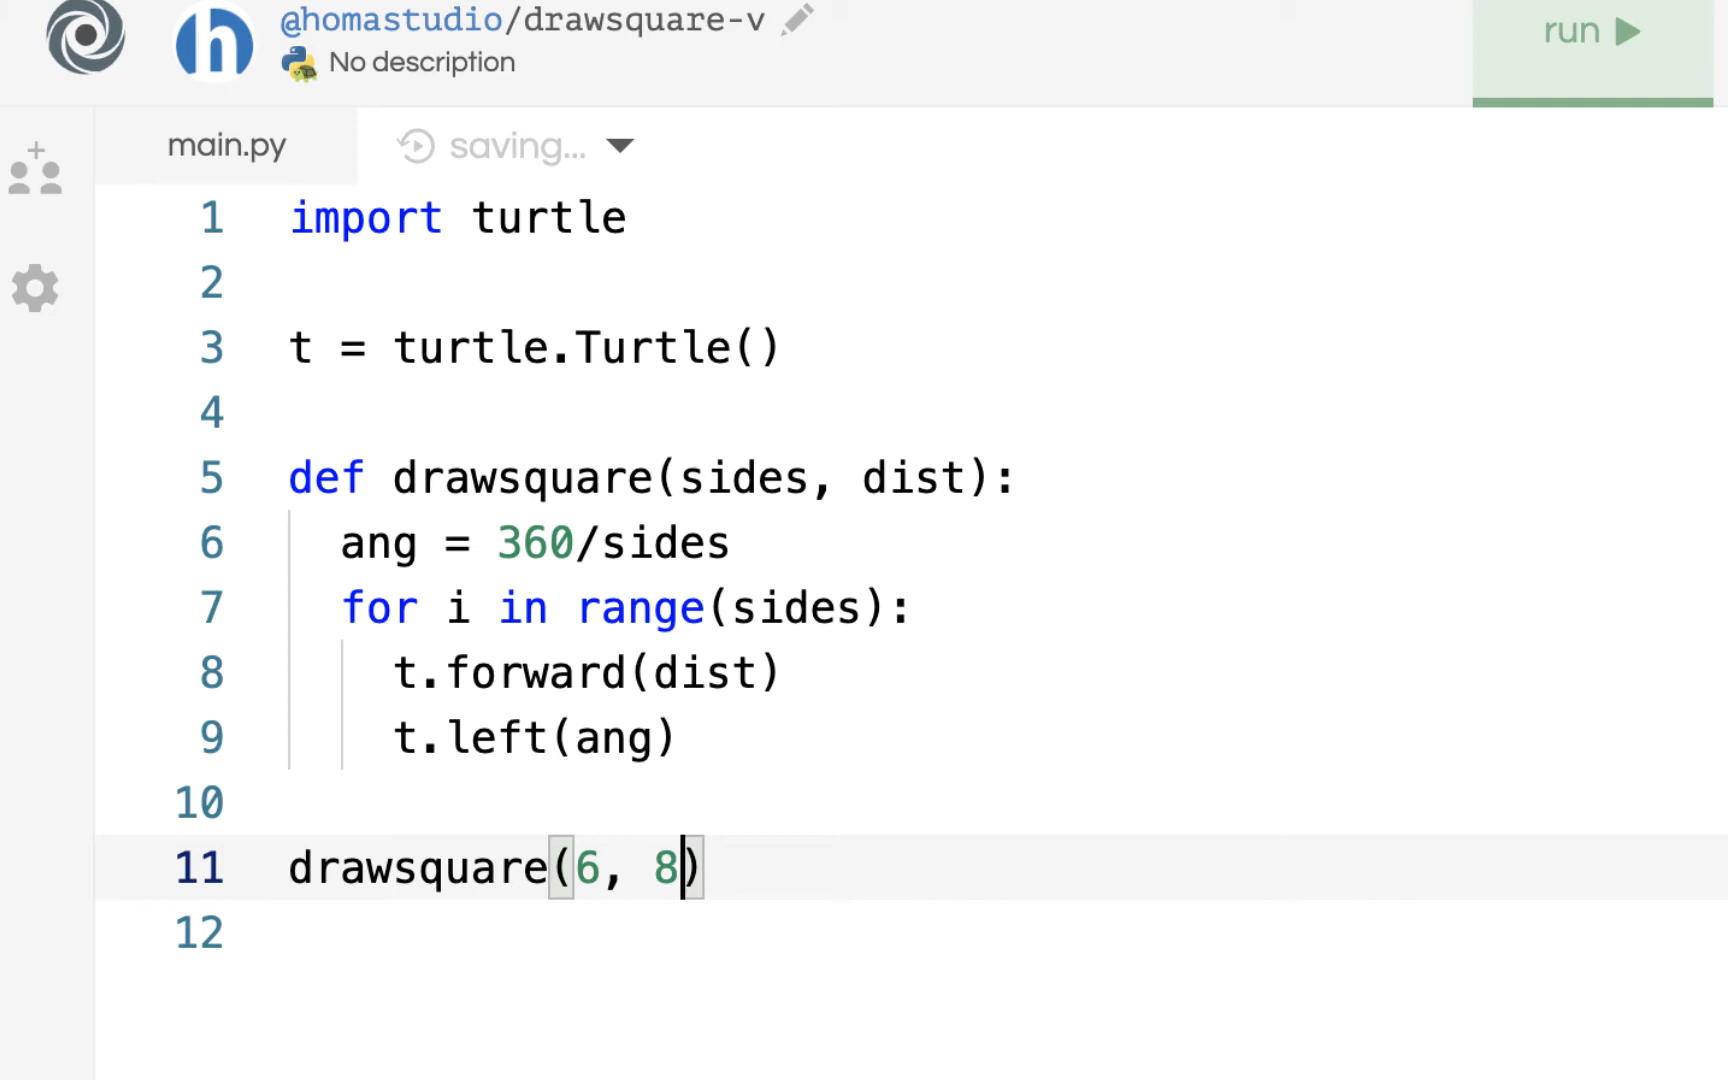 @homastudio/drawsquare-v
No description
run
main.py
saving...
1 import turtle
2
3 t = turtle.Turtle()
4
5 def drawsquare(sides, dist):
6 ang = 360/sides
7 for i in range(sides):
8 t.forward(dist)
9 t.left(ang)
10
11 drawsquare(6, 8)
12